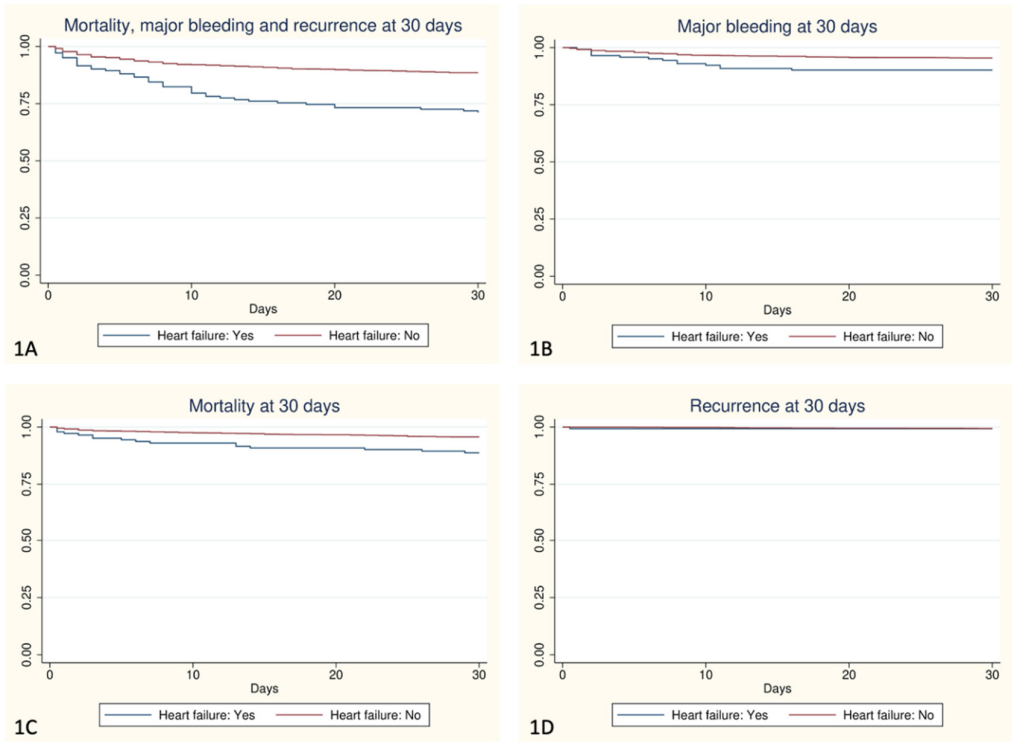 Mortality, major bleeding and recurrence at 30 days
1.00
0.75
0.50
0.25
0.00
0 10 20 30
Days
Heart failure: Yes Heart failure: No
1A
Major bleeding at 30 days
1.00
0.75
0.50
0.25
0.00
0 10 20 30
Days
Heart failure: Yes Heart failure: No
1B
Mortality at 30 days
1.00
0.75
0.50
0.25
0.00
0 10 20 30
Days
Heart failure: Yes Heart failure: No
1C
Recurrence at 30 days
1.00
0.75
0.50
0.25
0.00
0 10 20 30
Days
Heart failure: Yes Heart failure: No
1D